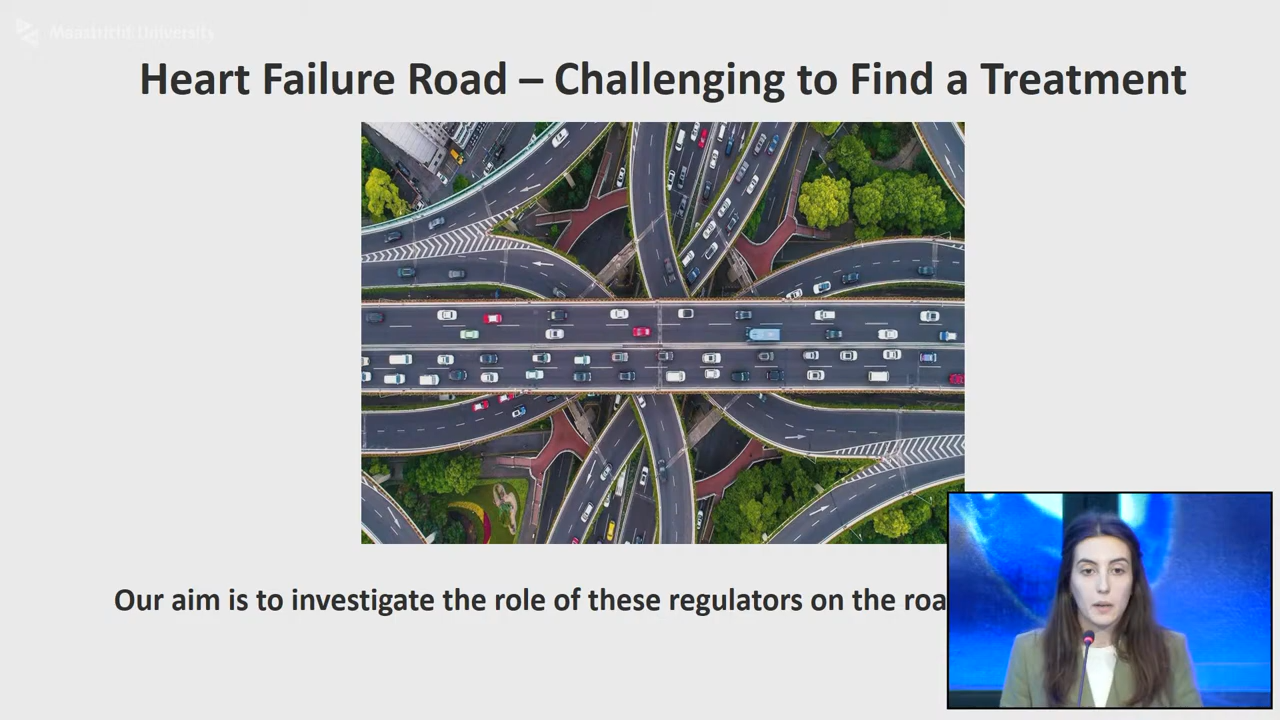 Maastricht University
Heart Failure Road – Challenging to Find a Treatment
Our aim is to investigate the role of these regulators on the roa